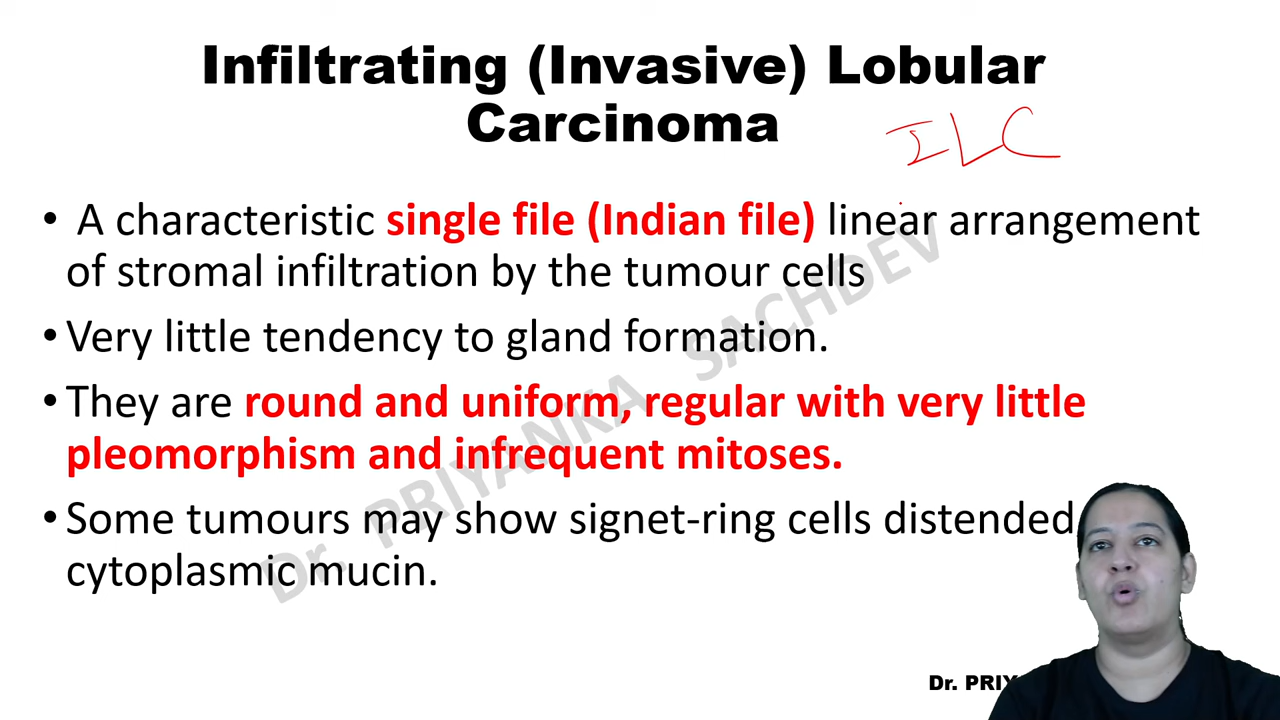 Infiltrating (Invasive) Lobular
Carcinoma
ILC
• A characteristic single file (Indian file) linear arrangement
of stromal infiltration by the tumour cells
• Very little tendency to gland formation.
• They are round and uniform, regular with very little
pleomorphism and infrequent mitoses.
• Some tumours may show signet-ring cells distended
cytoplasmic mucin.
Dr. PRIYANKA SACHDEV
Dr. PRIY